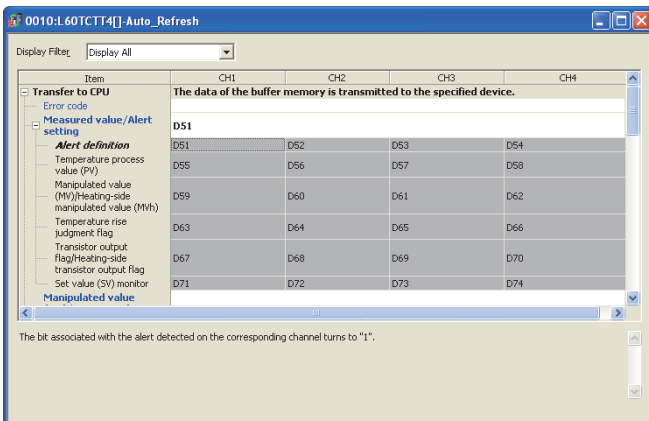 0010:L60TCTT4[]-Auto_Refresh
Display Filter Display All
Item CH1 CH2 CH3 CH4
Transfer to CPU The data of the buffer memory is transmitted to the specified device.
Error code
Measured value/Alert
setting D51
Alert definition D51 D52 D53 D54
Temperature process
value (PV) D55 D56 D57 D58
Manipulated value
(MV)/Heating-side
manipulated value (MVh) D59 D60 D61 D62
Temperature rise
judgment flag D63 D64 D65 D66
Transistor output
flag/Heating-side
transistor output flag D67 D68 D69 D70
Set value (SV) monitor D71 D72 D73 D74
Manipulated value
The bit associated with the alert detected on the corresponding channel turns to "1".